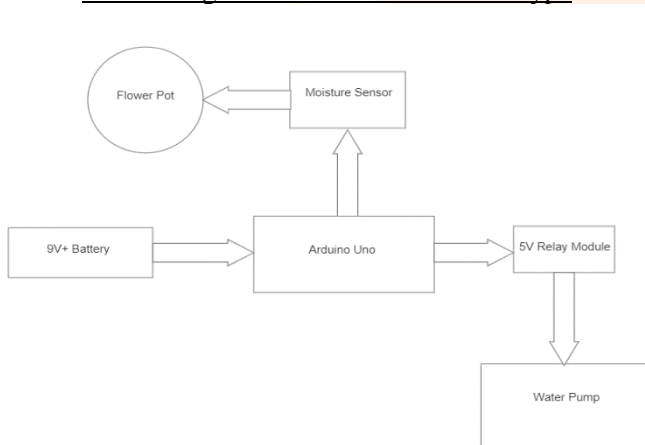 Flower Pot
Moisture Sensor
9V+ Battery
Arduino Uno
5V Relay Module
Water Pump